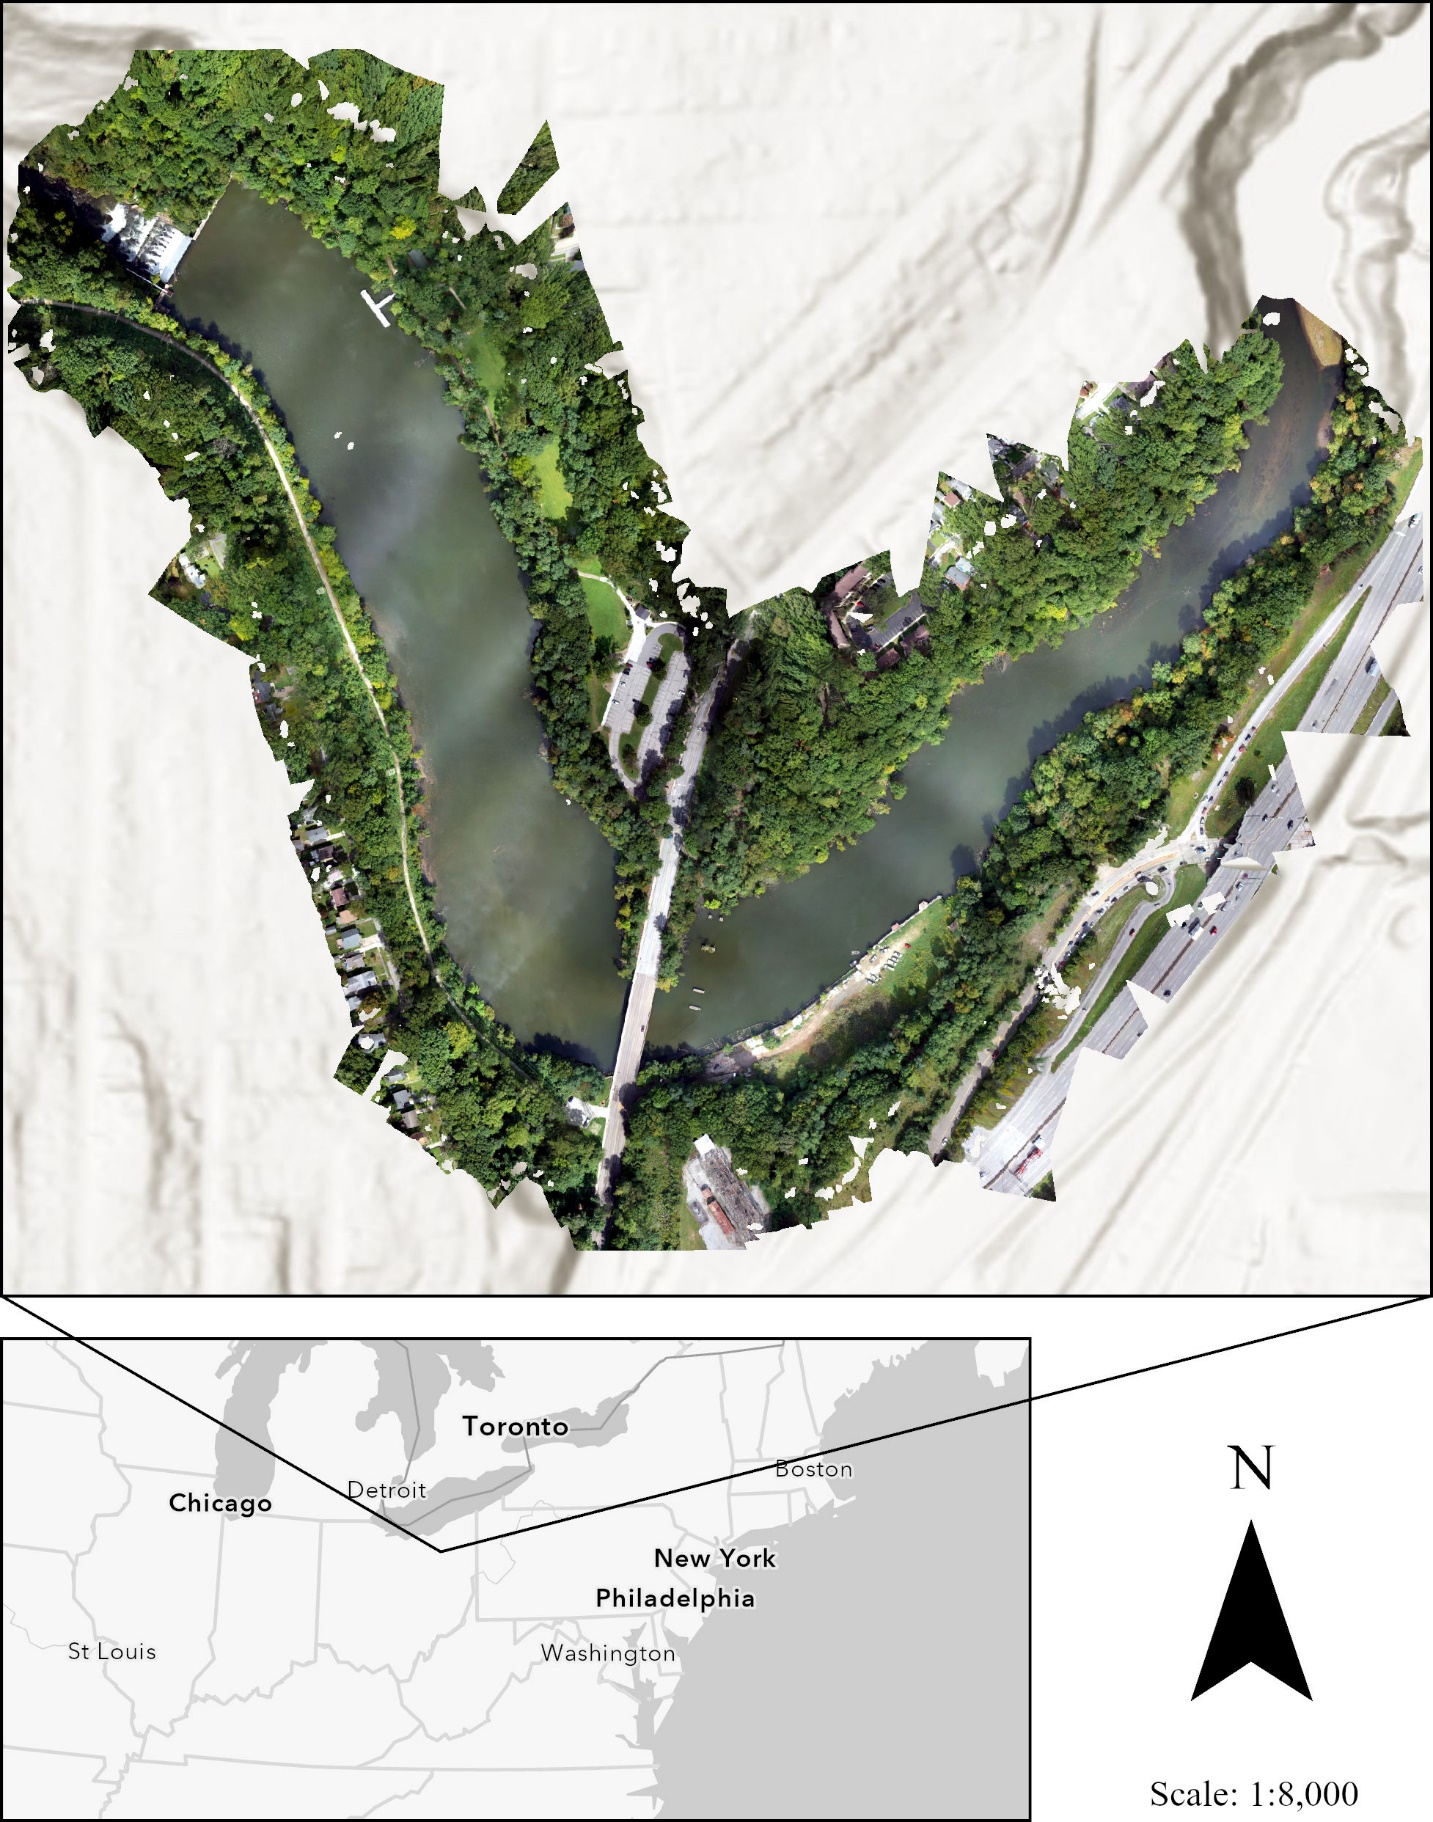 Toronto
Boston
Detroit
Chicago
New York
Philadelphia
St Louis
Washington
N
Scale: 1:8,000